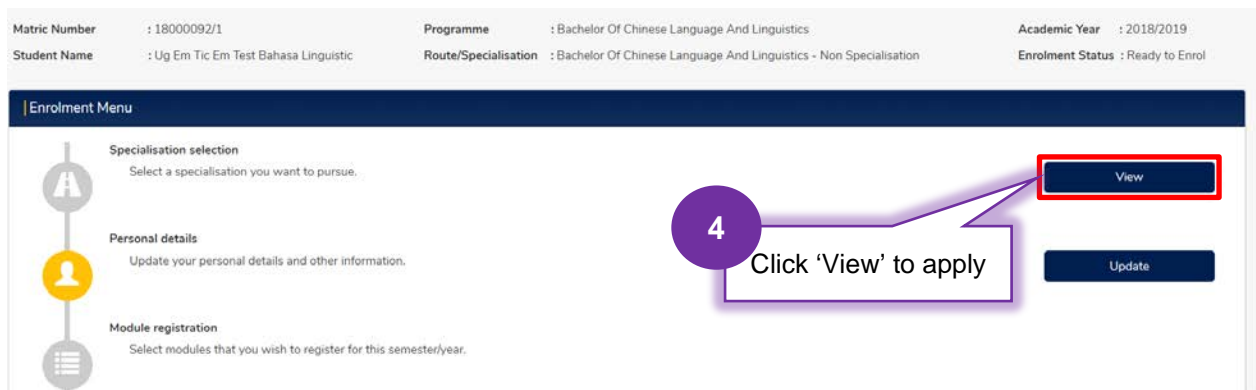 Matric Number : 18000092/1 Programme : Bachelor Of Chinese Language And Linguistics Academic Year : 2018/2019
Student Name : Ug Em Tic Em Test Bahasa Linguistic Route/Specialisation : Bachelor Of Chinese Language And Linguistics - Non Specialisation Enrolment Status : Ready to Enrol
Enrolment Menu
Specialisation selection
Select a specialisation you want to pursue.
View
4
Click ‘View’ to apply
Personal details
Update your personal details and other information.
Update
Module registration
Select modules that you wish to register for this semester/year.